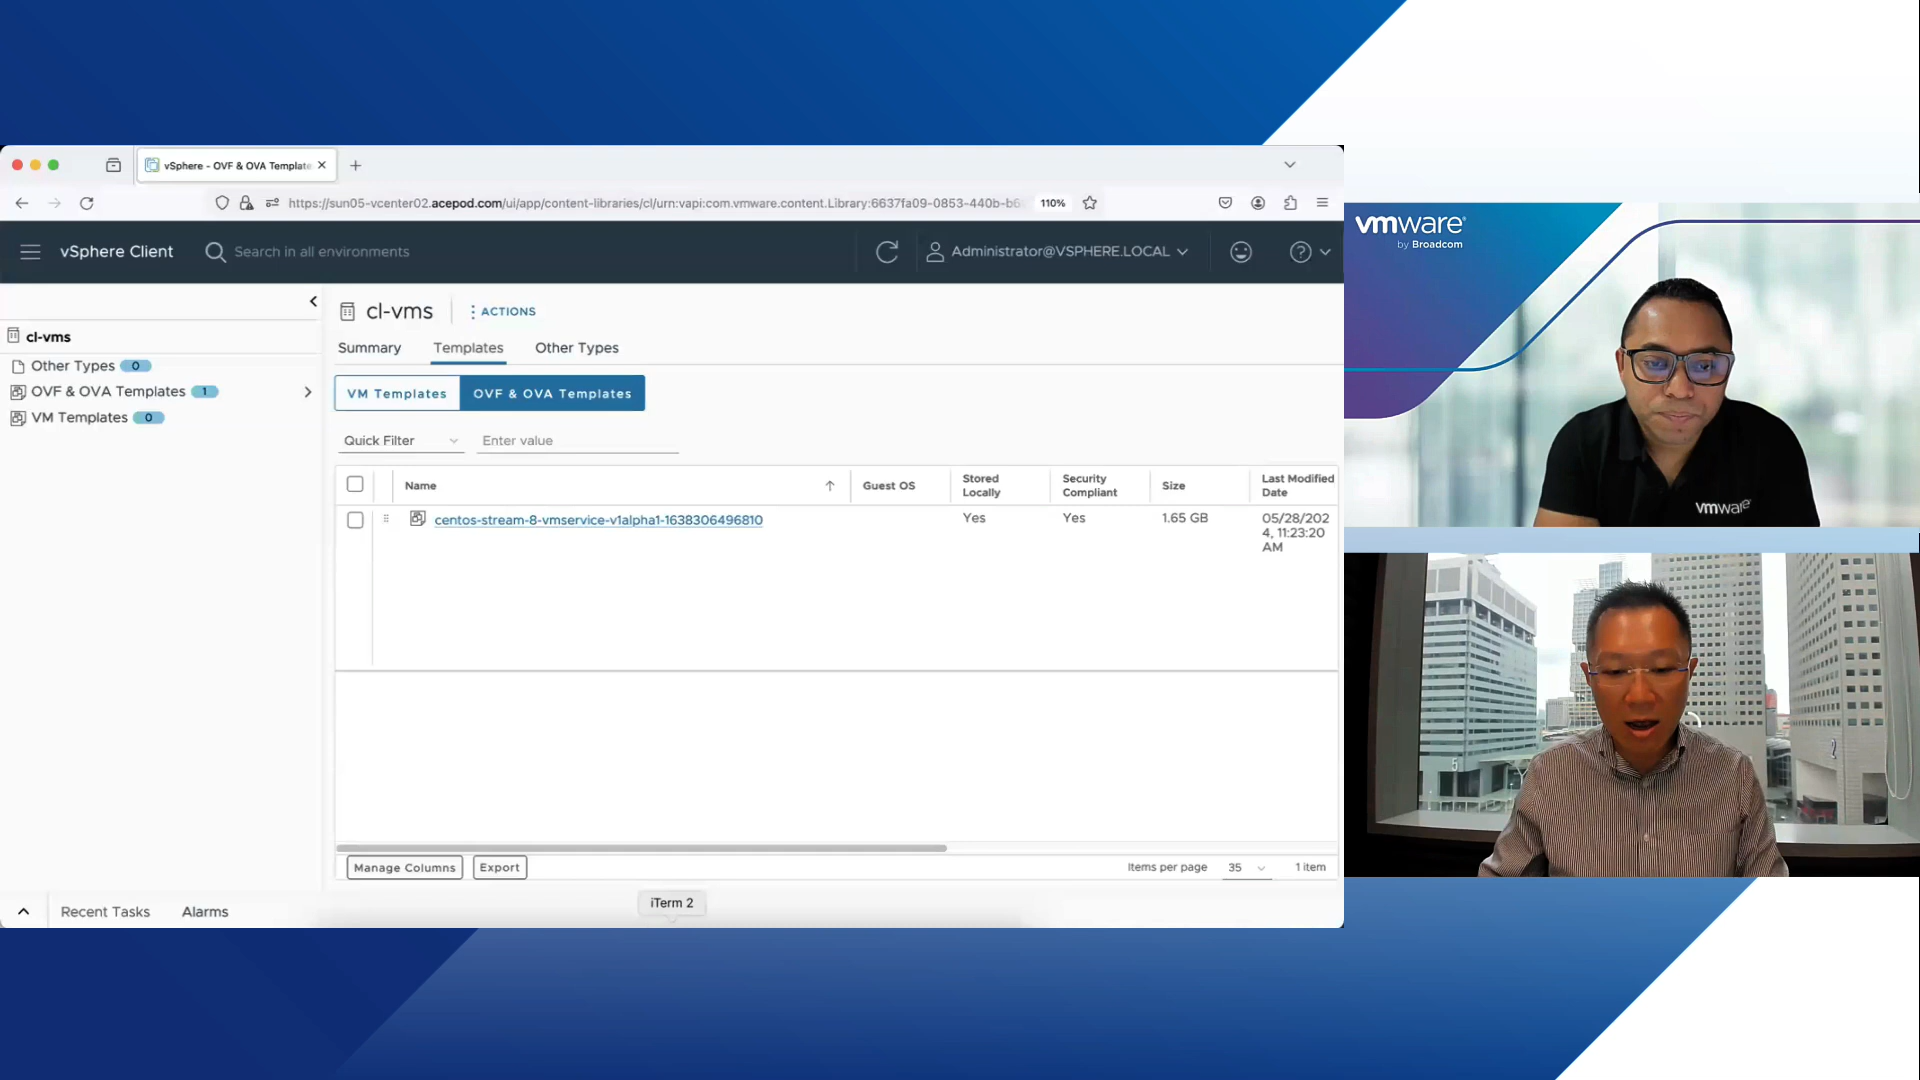 vSphere - OVF & OVA Template
https://sun05-vcenter02.acepod.com/ui/app/content-libraries/cl/urn:vapi:com.vmware.content.Library:6637fa09-0853-440b-b6
110%
vSphere Client
Search in all environments
Administrator@VSPHERE.LOCAL
cl-vms
Other Types 0
OVF & OVA Templates 1
VM Templates 0
cl-vms
ACTIONS
Summary Templates Other Types
VM Templates OVF & OVA Templates
Quick Filter Enter value
Name Guest OS Stored Locally Security Compliant Size Last Modified Date
centos-stream-8-vmservice-v1alpha1-1638306496810 Yes Yes 1.65 GB 05/28/2024, 11:23:20 AM
Manage Columns Export Items per page 35 1 item
Recent Tasks Alarms
iTerm 2
vmware®
by Broadcom
vmware®
5
2